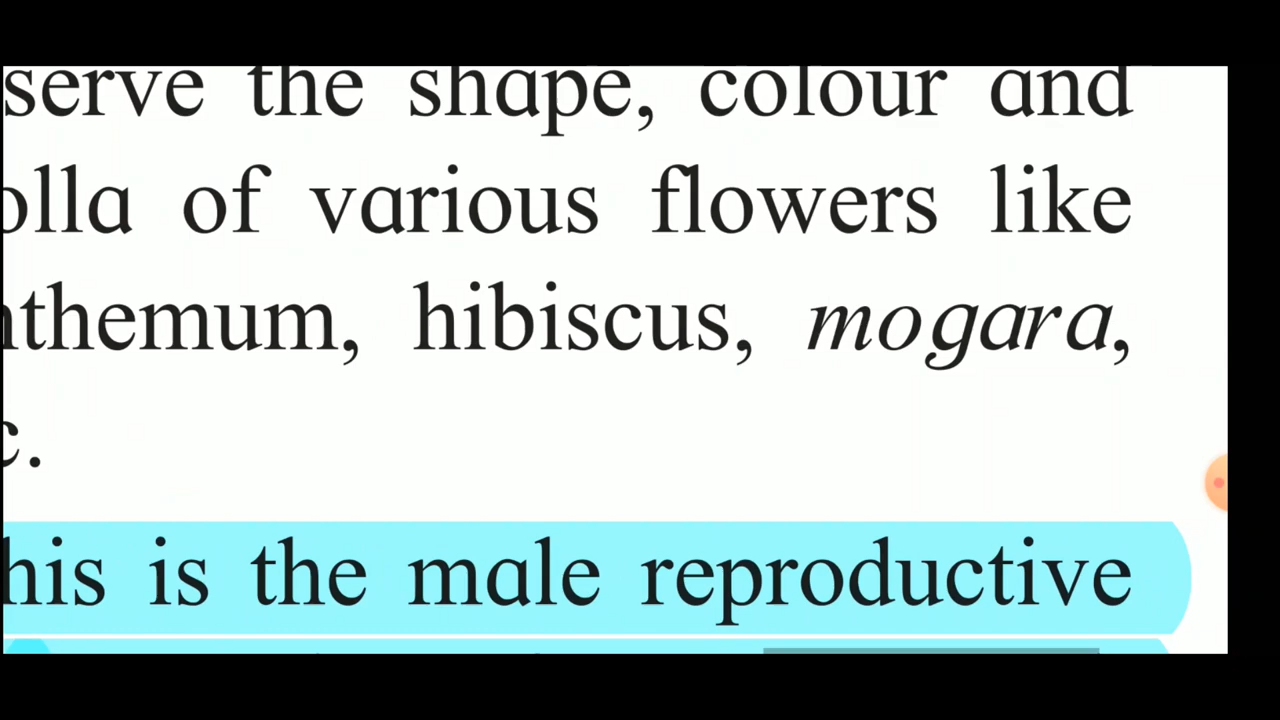 serve the shape, colour and
olla of various flowers like
nthemum, hibiscus, mogara,
c.
his is the male reproductive